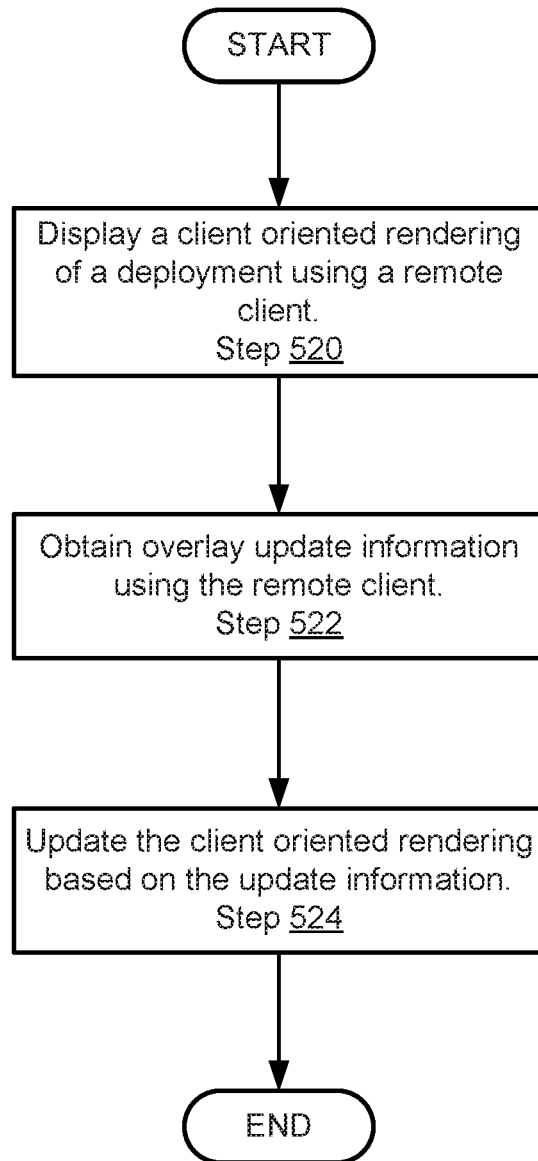 START
Display a client oriented rendering
of a deployment using a remote
client.
Step 520
Obtain overlay update information
using the remote client.
Step 522
Update the client oriented rendering
based on the update information.
Step 524
END